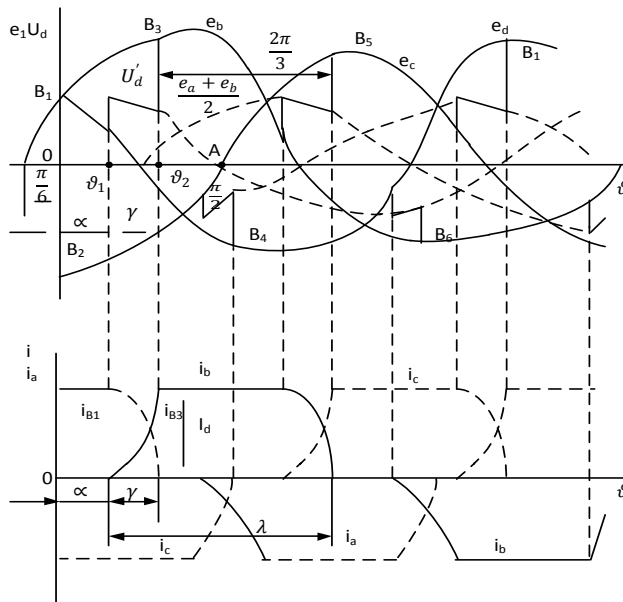 e₁U_d B₃ e_b 2π/3 B₅ e_c e_d B₁
U'_d (e_a + e_b)/2
B₁
0 A
π/6 ϑ₁ ϑ₂ π/2 ϑ
∝ γ
B₂ B₄ B₆
i
i_a i_b i_c
i_B1 i_B3 I_d
0 ϑ
∝ γ λ
i_c i_a i_b